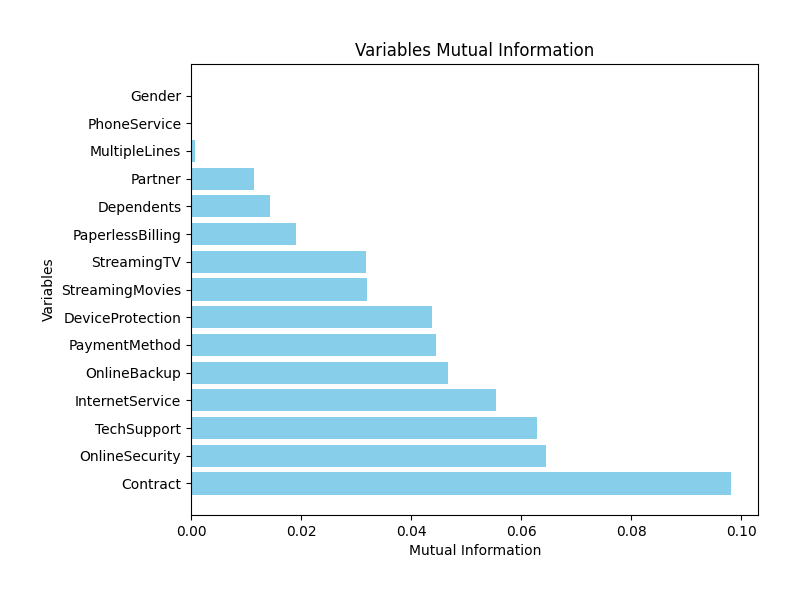 Variables Mutual Information
Gender
PhoneService
MultipleLines
Partner
Dependents
PaperlessBilling
StreamingTV
StreamingMovies
DeviceProtection
PaymentMethod
OnlineBackup
InternetService
TechSupport
OnlineSecurity
Contract
Variables
0.00 0.02 0.04 0.06 0.08 0.10
Mutual Information